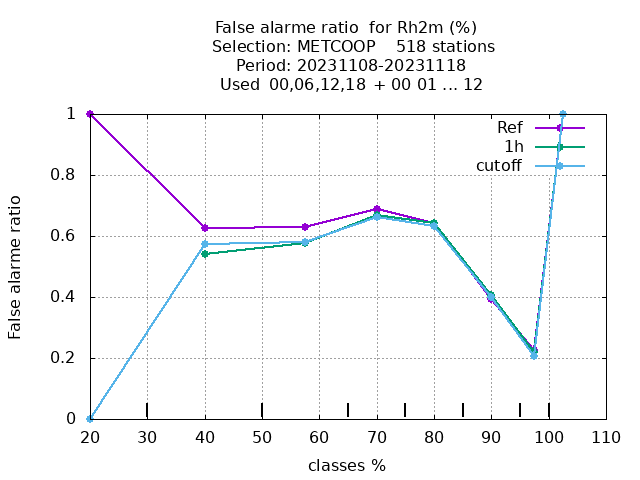 False alarme ratio  for Rh2m (%)
Selection: METCOOP    518 stations
Period: 20231108-20231118
Used  00,06,12,18 + 00 01 ... 12
Ref
1h
cutoff
False alarme ratio
1
0.8
0.6
0.4
0.2
0
20 30 40 50 60 70 80 90 100 110
classes %